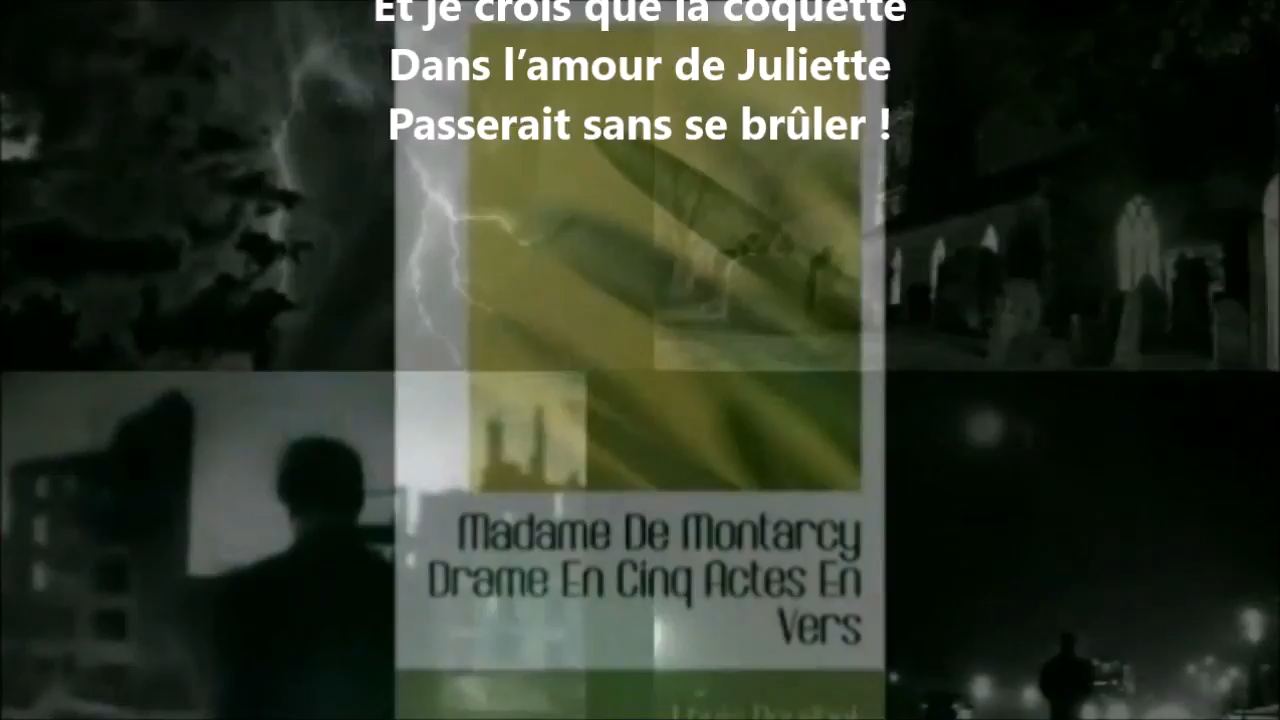 Et je crois que la coquette
Dans l’amour de Juliette
Passerait sans se brûler !
Madame De Montarcy
Drame En Cinq Actes En
Vers